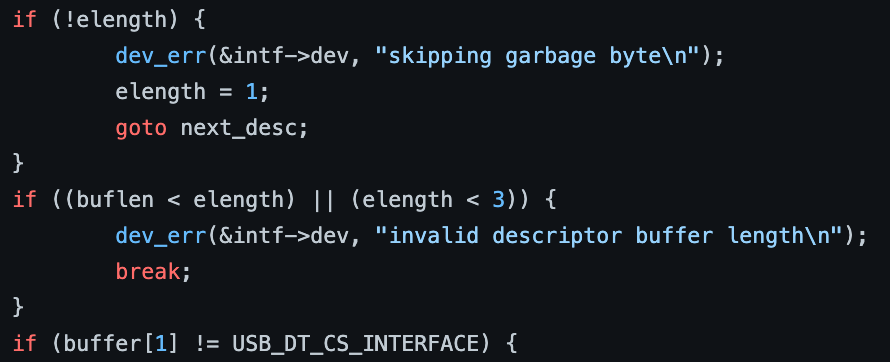 if (!elength) {
        dev_err(&intf->dev, "skipping garbage byte\n");
        elength = 1;
        goto next_desc;
}
if ((buflen < elength) || (elength < 3)) {
        dev_err(&intf->dev, "invalid descriptor buffer length\n");
        break;
}
if (buffer[1] != USB_DT_CS_INTERFACE) {